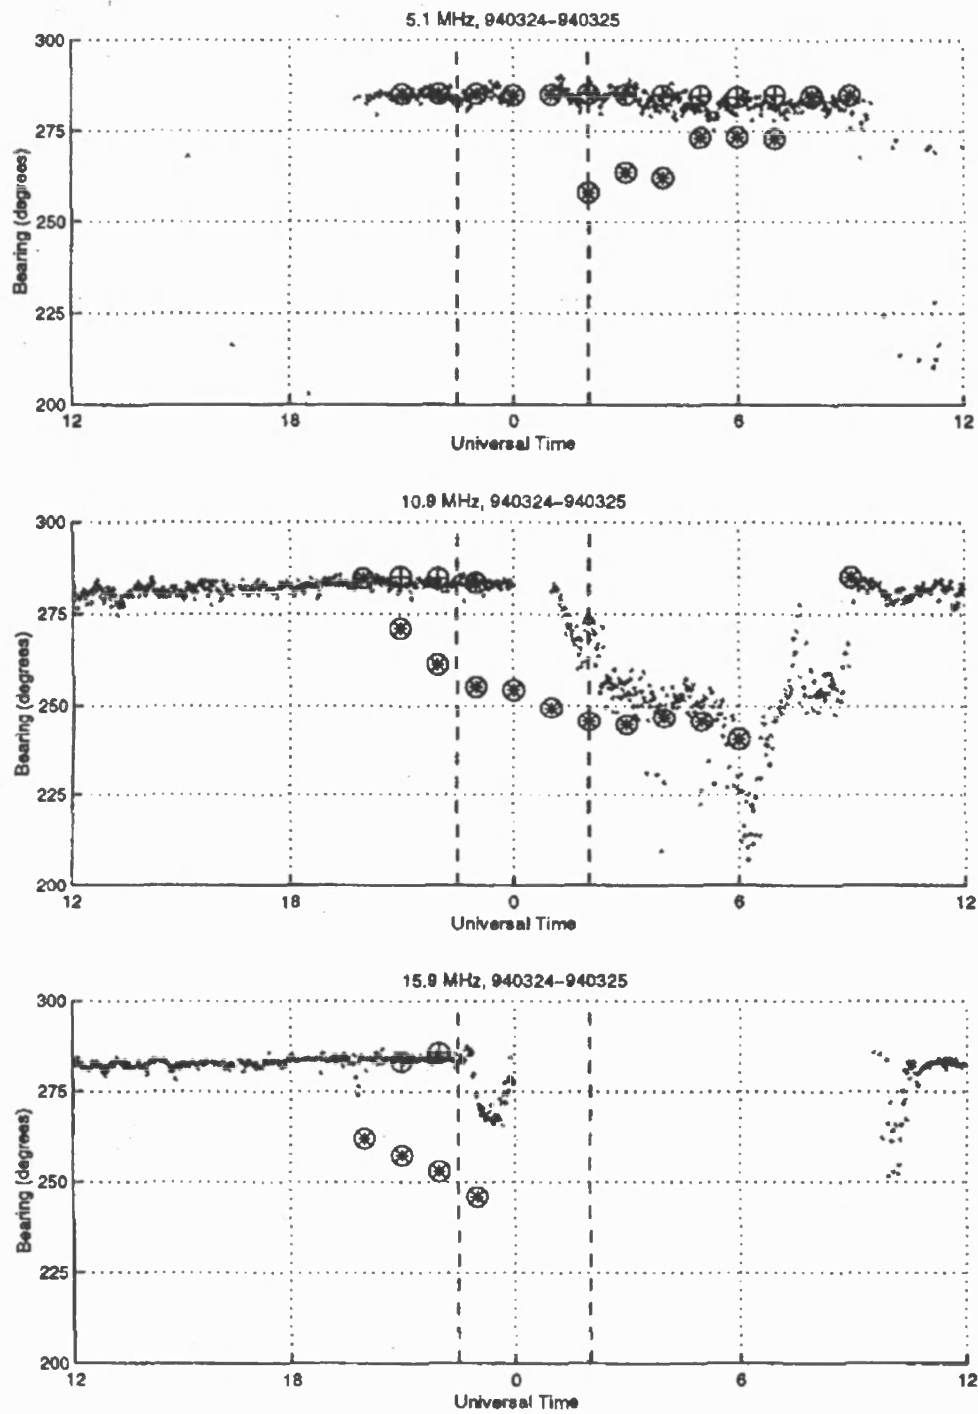 5.1 MHz, 940324-940325
300
275
250
225
200
Bearing (degrees)
12 18 0 6 12
Universal Time
10.9 MHz, 940324-940325
300
275
250
225
200
Bearing (degrees)
12 18 0 6 12
Universal Time
15.9 MHz, 940324-940325
300
275
250
225
200
Bearing (degrees)
12 18 0 6 12
Universal Time